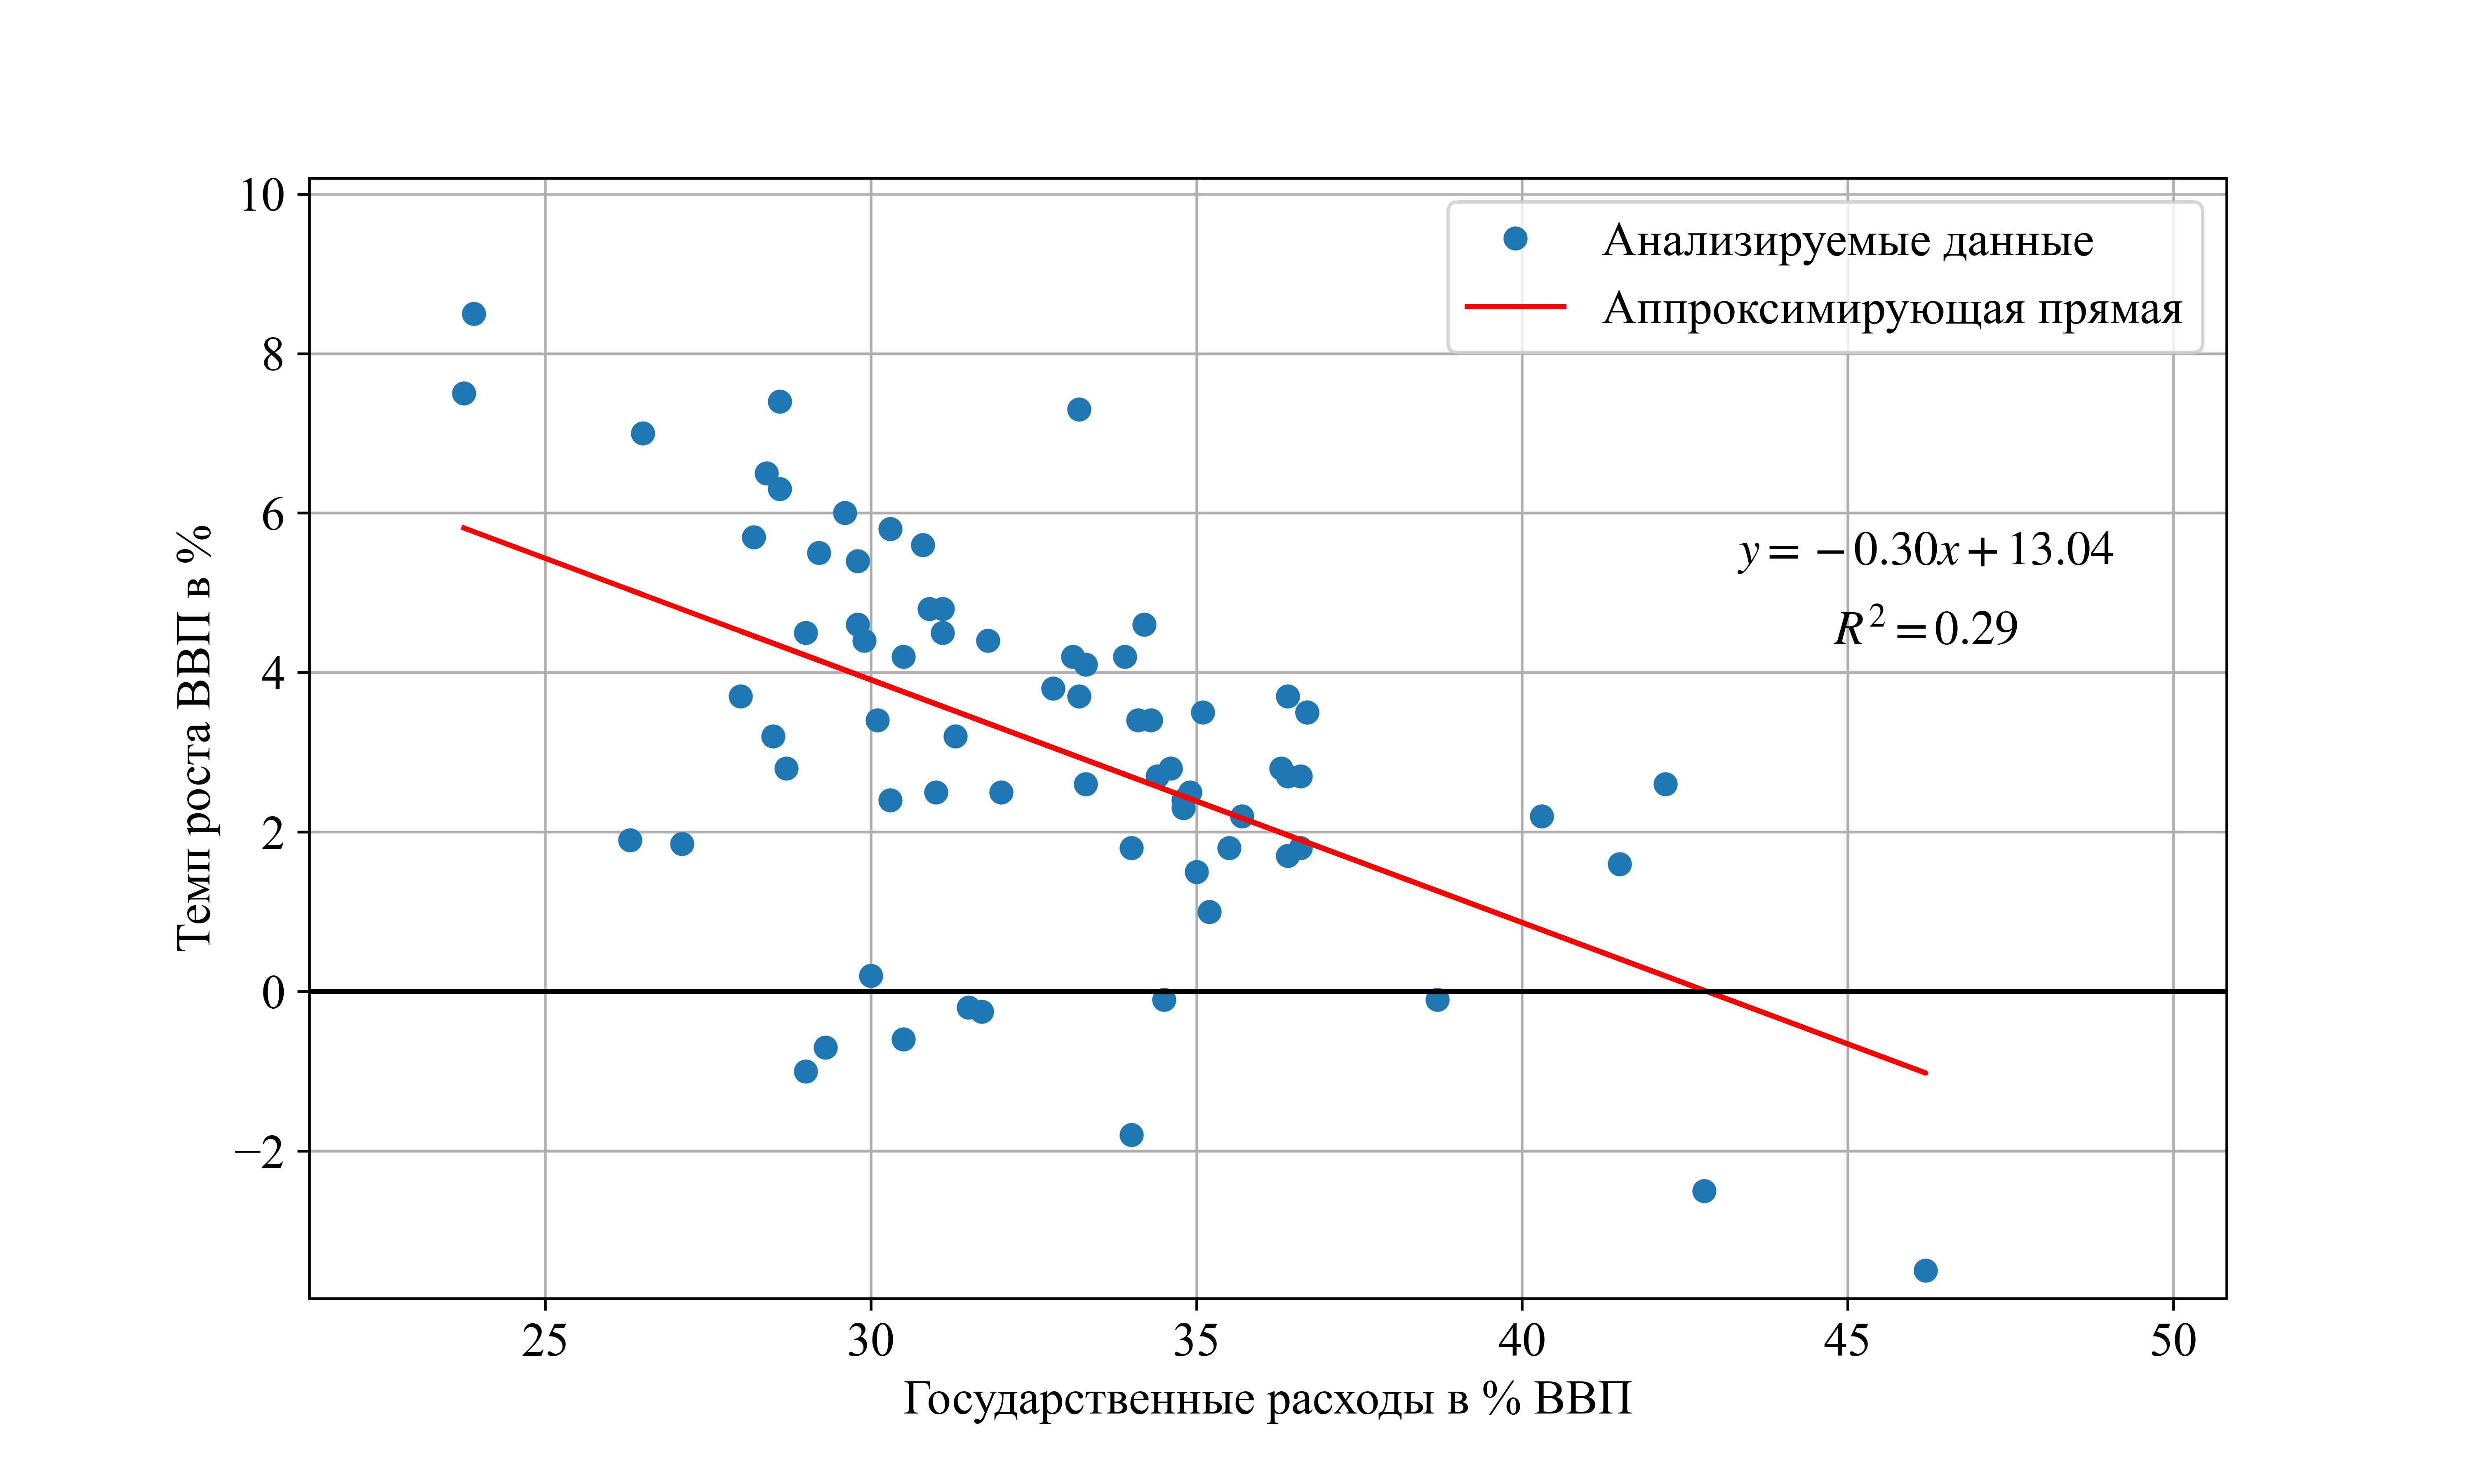 Анализируемые данные
Аппроксимирующая прямая
y = −0.30x + 13.04
R² = 0.29
10
8
6
4
2
0
−2
Темп роста ВВП в %
25 30 35 40 45 50
Государственные расходы в % ВВП